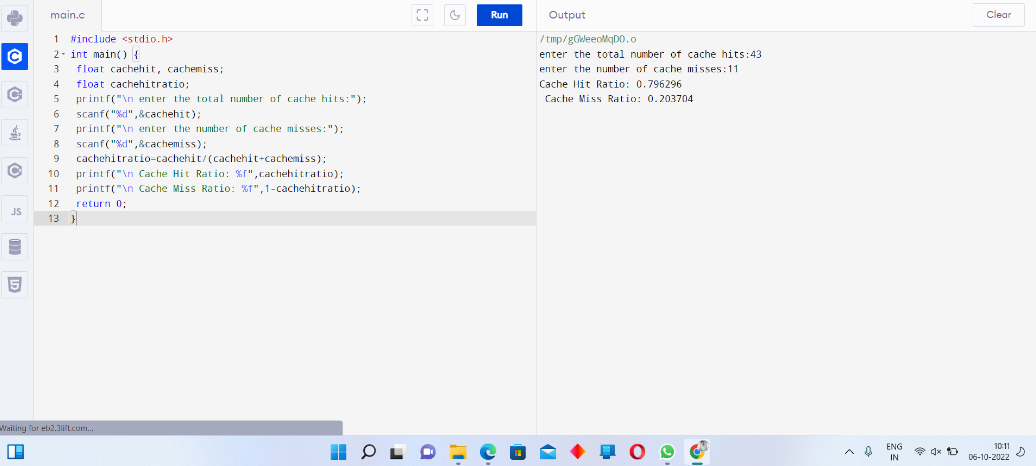 main.c
Run
Output
Clear
1 #include <stdio.h>
2 int main() {
3 float cachehit, cachemiss;
4 float cachehitratio;
5 printf("\n enter the total number of cache hits:");
6 scanf("%d",&cachehit);
7 printf("\n enter the number of cache misses:");
8 scanf("%d",&cachemiss);
9 cachehitratio=cachehit/(cachehit+cachemiss);
10 printf("\n Cache Hit Ratio: %f",cachehitratio);
11 printf("\n Cache Miss Ratio: %f",1-cachehitratio);
12 return 0;
13 }
/tmp/gGWeeoMqDO.o
enter the total number of cache hits:43
enter the number of cache misses:11
Cache Hit Ratio: 0.796296
Cache Miss Ratio: 0.203704
JS
Waiting for eb2.3lift.com...
ENG
IN
10:11
06-10-2022